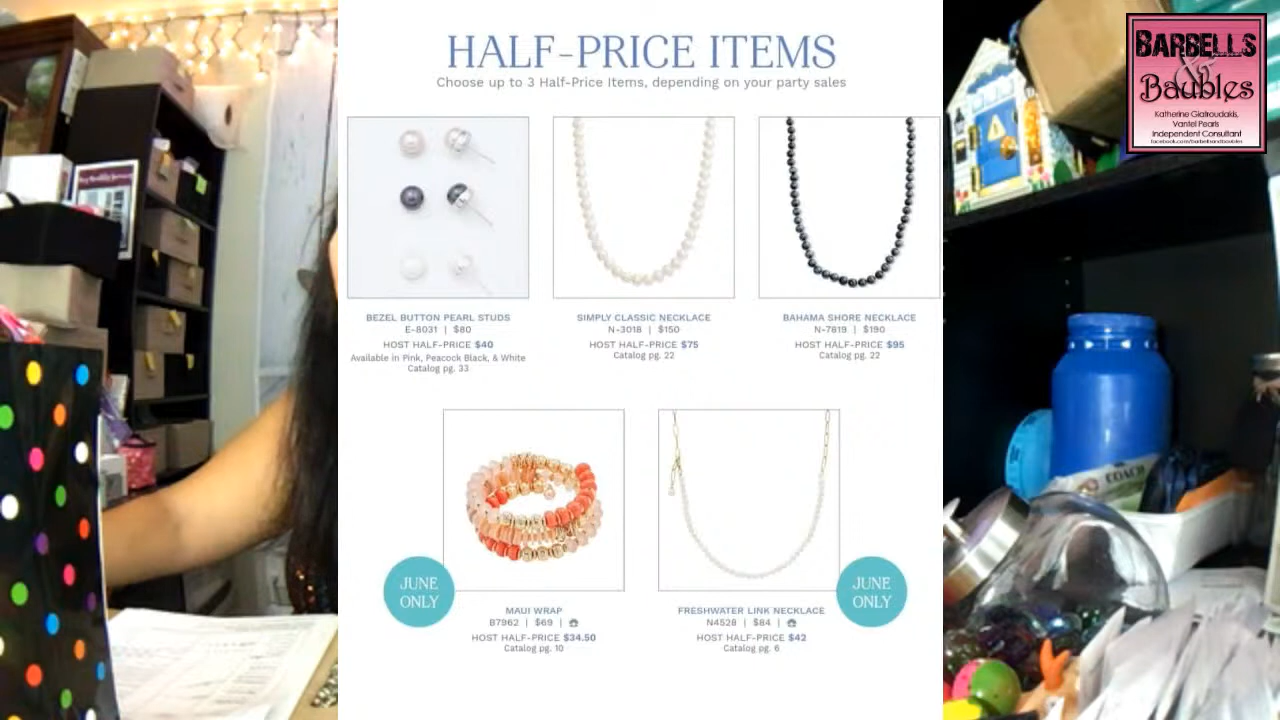 HALF-PRICE ITEMS
Choose up to 3 Half-Price Items, depending on your party sales
BEZEL BUTTON PEARL STUDS
E-8031 | $80
HOST HALF-PRICE $40
Available in Pink, Peacock Black, & White
Catalog pg. 33
SIMPLY CLASSIC NECKLACE
N-3018 | $150
HOST HALF-PRICE $75
Catalog pg. 22
BAHAMA SHORE NECKLACE
N-7819 | $190
HOST HALF-PRICE $95
Catalog pg. 22
JUNE
ONLY
MAUI WRAP
B7962 | $69 |
HOST HALF-PRICE $34.50
Catalog pg. 10
FRESHWATER LINK NECKLACE
N4528 | $84 |
HOST HALF-PRICE $42
Catalog pg. 6
JUNE
ONLY
BARBELLS
&
Baubles
Katherine Giatroudakis,
Vantel Pearls
Independent Consultant
facebook.com/barbellsandbaubles
COACH